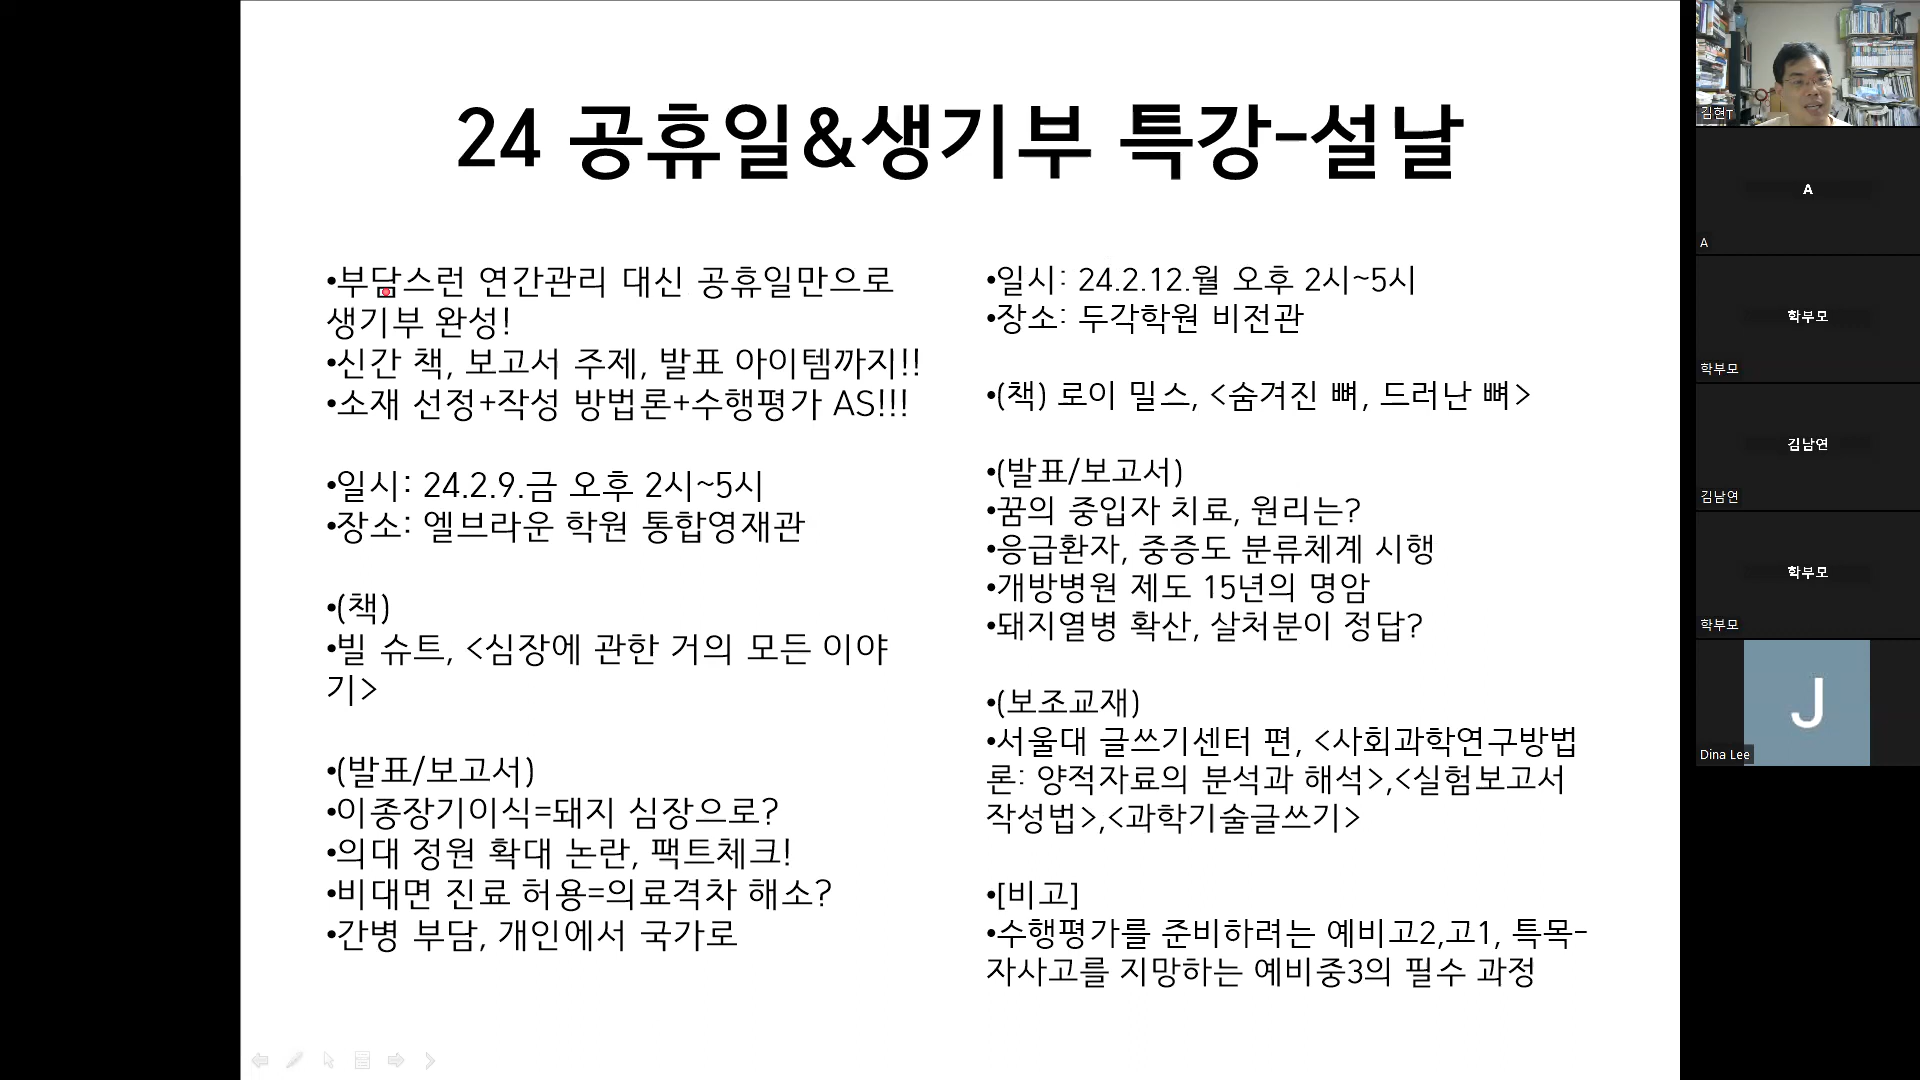 24 공휴일&생기부 특강-설날
•부담스런 연간관리 대신 공휴일만으로
생기부 완성!
•신간 책, 보고서 주제, 발표 아이템까지!!
•소재 선정+작성 방법론+수행평가 AS!!!
•일시: 24.2.9.금 오후 2시~5시
•장소: 엘브라운 학원 통합영재관
•(책)
•빌 슈트, <심장에 관한 거의 모든 이야
기>
•(발표/보고서)
•이종장기이식=돼지 심장으로?
•의대 정원 확대 논란, 팩트체크!
•비대면 진료 허용=의료격차 해소?
•간병 부담, 개인에서 국가로
•일시: 24.2.12.월 오후 2시~5시
•장소: 두각학원 비전관
•(책) 로이 밀스, <숨겨진 뼈, 드러난 뼈>
•(발표/보고서)
•꿈의 중입자 치료, 원리는?
•응급환자, 중증도 분류체계 시행
•개방병원 제도 15년의 명암
•돼지열병 확산, 살처분이 정답?
•(보조교재)
•서울대 글쓰기센터 편, <사회과학연구방법
론: 양적자료의 분석과 해석>,<실험보고서
작성법>,<과학기술글쓰기>
•[비고]
•수행평가를 준비하려는 예비고2,고1, 특목-
자사고를 지망하는 예비중3의 필수 과정
김현T
A
A
학부모
학부모
김남연
김남연
학부모
학부모
J
Dina Lee